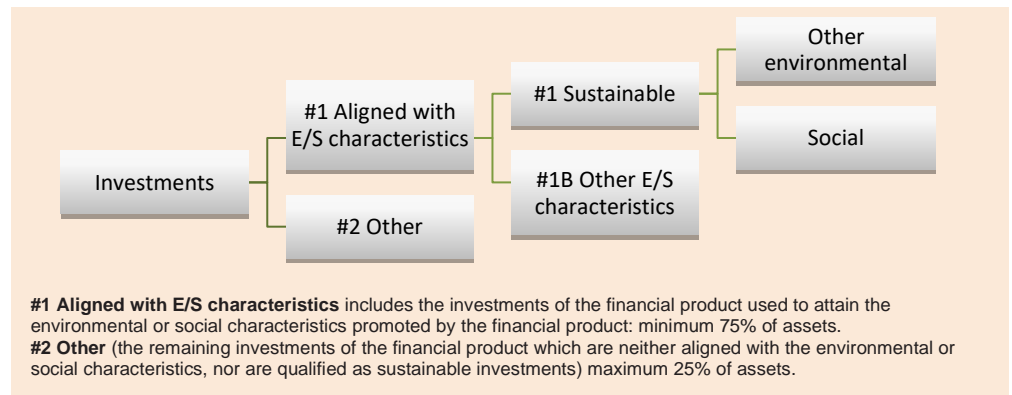 Investments
#1 Aligned with
E/S characteristics
#2 Other
#1 Sustainable
#1B Other E/S
characteristics
Other
environmental
Social
#1 Aligned with E/S characteristics includes the investments of the financial product used to attain the
environmental or social characteristics promoted by the financial product: minimum 75% of assets.
#2 Other (the remaining investments of the financial product which are neither aligned with the environmental or
social characteristics, nor are qualified as sustainable investments) maximum 25% of assets.